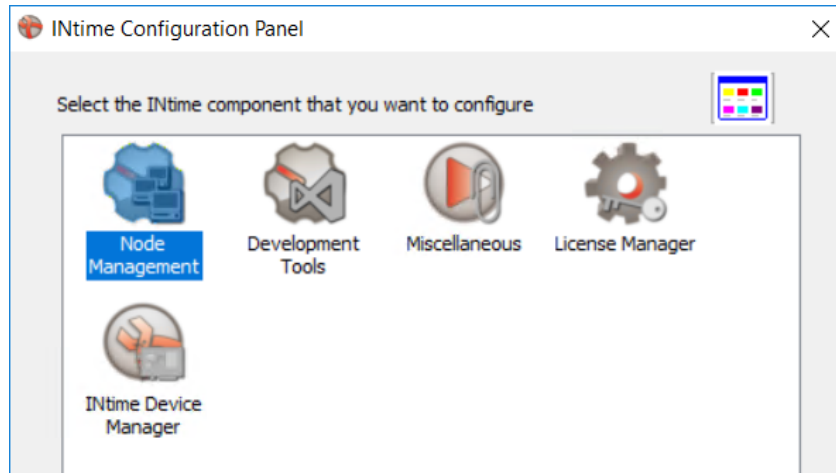 INtime Configuration Panel
Select the INtime component that you want to configure
Node
Management
Development
Tools
Miscellaneous
License Manager
INtime Device
Manager